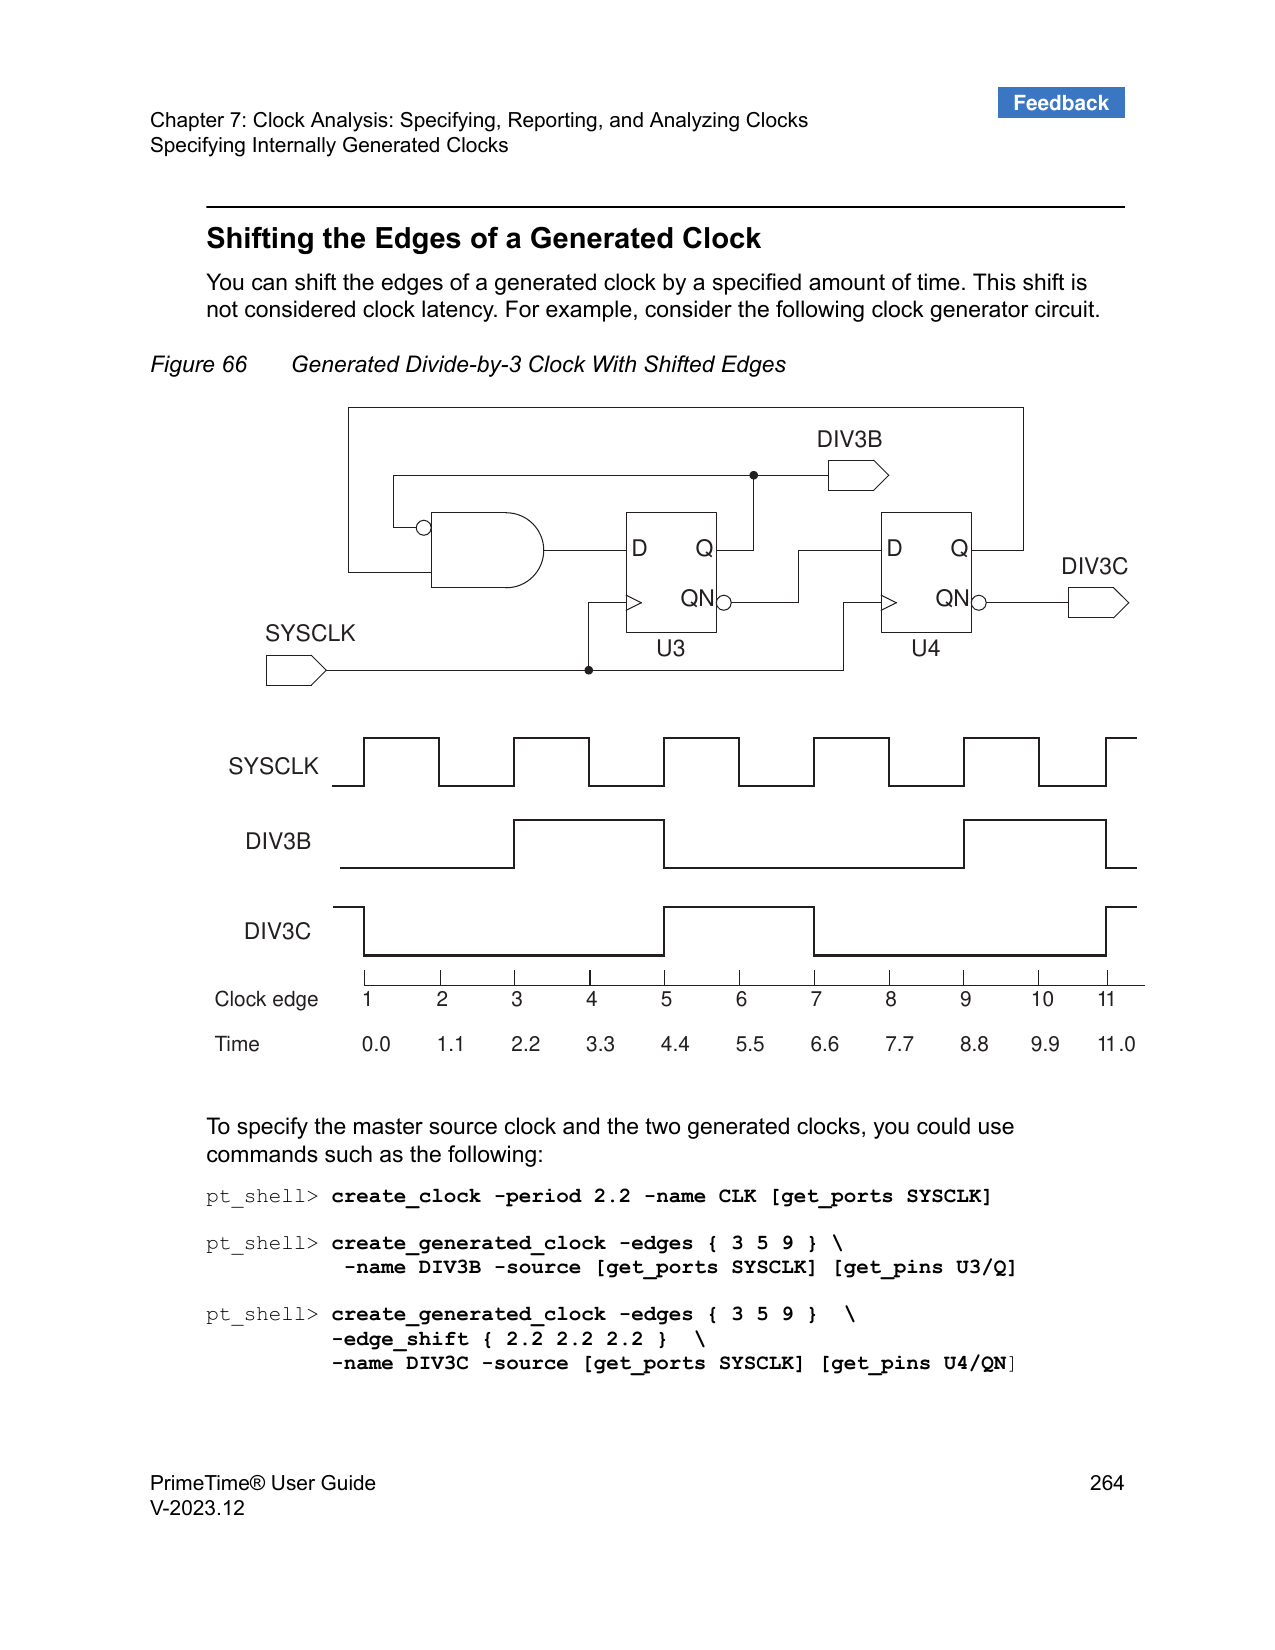 Feedback
Chapter 7: Clock Analysis: Specifying, Reporting, and Analyzing Clocks
Specifying Internally Generated Clocks
Shifting the Edges of a Generated Clock
You can shift the edges of a generated clock by a specified amount of time. This shift is
not considered clock latency. For example, consider the following clock generator circuit.
Figure 66 Generated Divide-by-3 Clock With Shifted Edges
DIV3B
D Q D Q
DIV3C
QN QN
SYSCLK
U3 U4
SYSCLK
DIV3B
DIV3C
Clock edge 1 2 3 4 5 6 7 8 9 10 11
Time 0.0 1.1 2.2 3.3 4.4 5.5 6.6 7.7 8.8 9.9 11.0
To specify the master source clock and the two generated clocks, you could use
commands such as the following:
pt_shell> create_clock -period 2.2 -name CLK [get_ports SYSCLK]
pt_shell> create_generated_clock -edges { 3 5 9 } \
-name DIV3B -source [get_ports SYSCLK] [get_pins U3/Q]
pt_shell> create_generated_clock -edges { 3 5 9 } \
-edge_shift { 2.2 2.2 2.2 } \
-name DIV3C -source [get_ports SYSCLK] [get_pins U4/QN]
PrimeTime® User Guide 264
V-2023.12